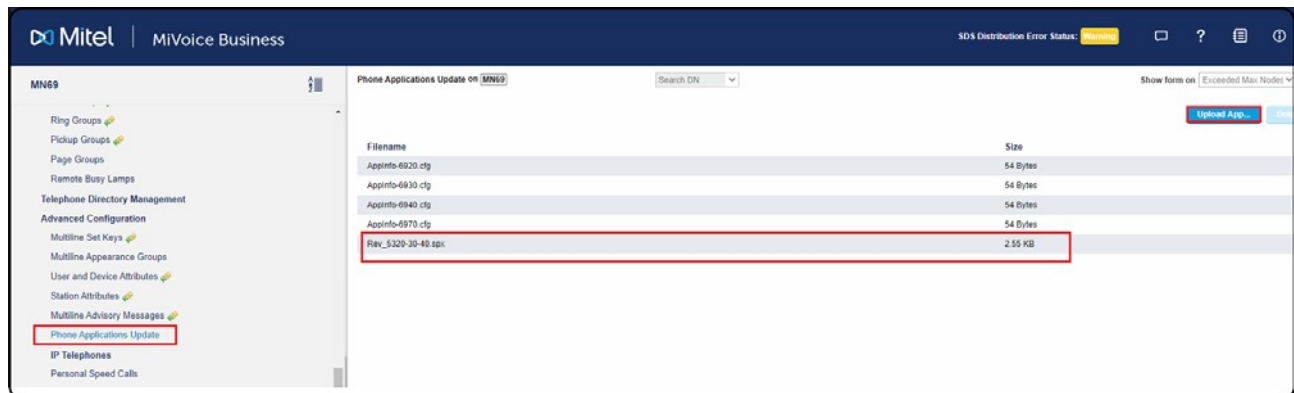 Mitel | MiVoice Business
SDS Distribution Error Status: Warning
?
MN69
Phone Applications Update on MN69
Search DN
Show form on Exceeded Max Nodes
Ring Groups
Pickup Groups
Page Groups
Remote Busy Lamps
Telephone Directory Management
Advanced Configuration
Multiline Set Keys
Multiline Appearance Groups
User and Device Attributes
Station Attributes
Multiline Advisory Messages
Phone Applications Update
IP Telephones
Personal Speed Calls
Upload App...
Filename Size
AppInfo-6920.cfg 54 Bytes
AppInfo-6930.cfg 54 Bytes
AppInfo-6940.cfg 54 Bytes
AppInfo-6970.cfg 54 Bytes
Rev_5320-30-40.spx 2.55 KB